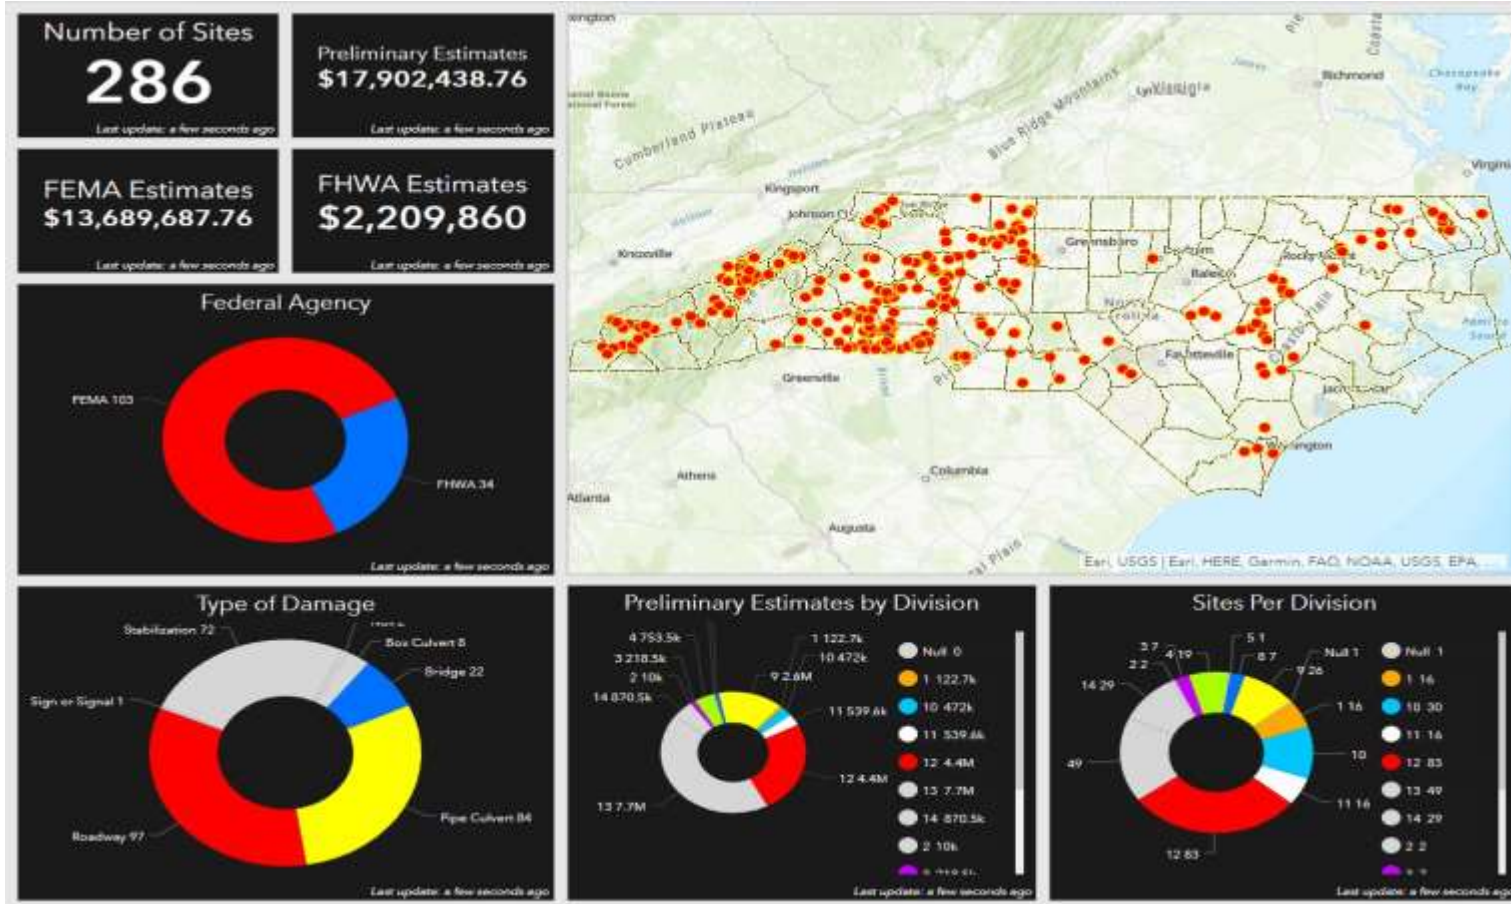 Number of Sites
286
Last update: a few seconds ago
Preliminary Estimates
$17,902,438.76
Last update: a few seconds ago
FEMA Estimates
$13,689,687.76
Last update: a few seconds ago
FHWA Estimates
$2,209,860
Last update: a few seconds ago
Federal Agency
FEMA 103
FHWA 34
Last update: a few seconds ago
Richmond
Chesapeake
Bay
James
Cumberland Plateau
Blue Ridge Mountains
Holston
Kingsport
Johnson
Knoxville
Greensboro
Raleigh
Fayetteville
Greenville
Columbia
Athens
Atlanta
Augusta
Esri, USGS | Esri, HERE, Garmin, FAO, NOAA, USGS, EPA
Type of Damage
Stabilization 72
Box Culvert 8
Bridge 22
Sign or Signal 1
Pipe Culvert 84
Roadway 97
Last update: a few seconds ago
Preliminary Estimates by Division
4 753.5k
3 218.5k
2 10k
14 870.5k
1 122.7k
10 472k
9 2.6M
11 539.6k
12 4.4M
13 7.7M
Null 0
1 122.7k
10 472k
11 539.6k
12 4.4M
13 7.7M
14 870.5k
2 10k
Last update: a few seconds ago
Sites Per Division
3 7
2 2
4 19
14 29
49
5 1
8 7
9 26
Null 1
1 16
10
11 16
12 83
Null 1
1 16
10 30
11 16
12 83
13 49
14 29
2 2
Last update: a few seconds ago